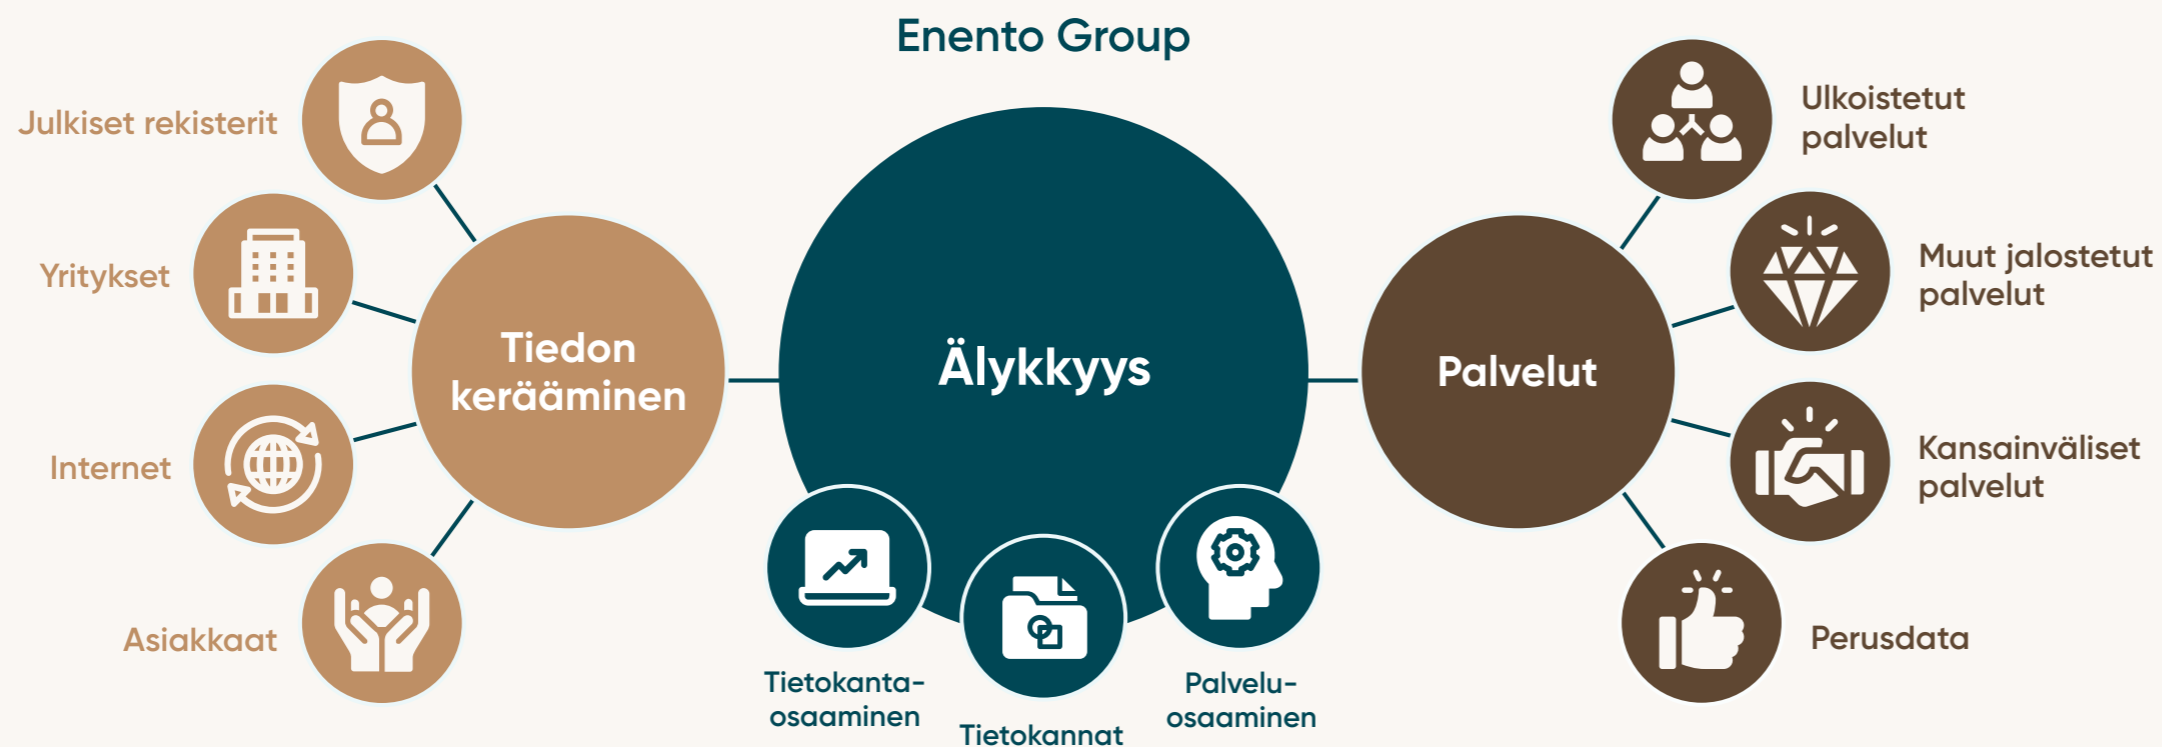 Enento Group
Julkiset rekisterit
Yritykset
Internet
Asiakkaat
Tiedon
kerääminen
Älykkyys
Tietokanta-
osaaminen
Tietokannat
Palvelu-
osaaminen
Palvelut
Ulkoistetut
palvelut
Muut jalostetut
palvelut
Kansainväliset
palvelut
Perusdata